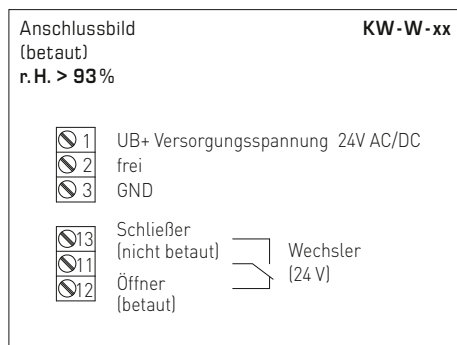 Anschlussbild KW-W-xx
(betaut)
r. H. > 93 %
1 UB+ Versorgungsspannung 24V AC/DC
2 frei
3 GND
13 Schließer
(nicht betaut)
11
12 Öffner
(betaut)
Wechsler
(24 V)